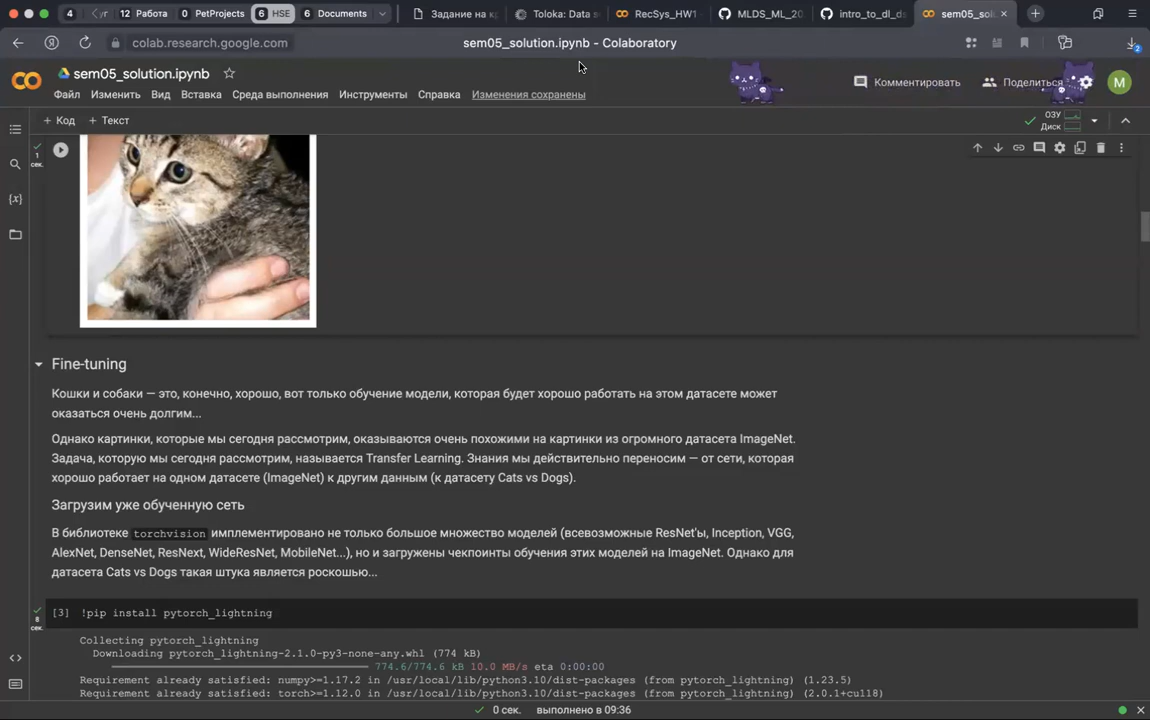 4
Кут
12 Работа
0 PetProjects
6 HSE
6 Documents
Задание на к
Toloka: Data s
RecSys_HW1
MLDS_ML_20
intro_to_dl_ds
sem05_sol
colab.research.google.com
sem05_solution.ipynb - Colaboratory
2
sem05_solution.ipynb
Комментировать
Поделиться
M
Файл Изменить Вид Вставка Среда выполнения Инструменты Справка Изменения сохранены
+ Код + Текст
ОЗУ
Диск
1
сек.
{x}
Fine-tuning
Кошки и собаки — это, конечно, хорошо, вот только обучение модели, которая будет хорошо работать на этом датасете может
оказаться очень долгим...
Однако картинки, которые мы сегодня рассмотрим, оказываются очень похожими на картинки из огромного датасета ImageNet.
Задача, которую мы сегодня рассмотрим, называется Transfer Learning. Знания мы действительно переносим — от сети, которая
хорошо работает на одном датасете (ImageNet) к другим данным (к датасету Cats vs Dogs).
Загрузим уже обученную сеть
В библиотеке torchvision имплементировано не только большое множество моделей (всевозможные ResNet'ы, Inception, VGG,
AlexNet, DenseNet, ResNext, WideResNet, MobileNet...), но и загружены чекпоинты обучения этих моделей на ImageNet. Однако для
датасета Cats vs Dogs такая штука является роскошью...
8
сек.
[3] !pip install pytorch_lightning
Collecting pytorch_lightning
Downloading pytorch_lightning-2.1.0-py3-none-any.whl (774 kB)
774.6/774.6 kB 10.0 MB/s eta 0:00:00
Requirement already satisfied: numpy>=1.17.2 in /usr/local/lib/python3.10/dist-packages (from pytorch_lightning) (1.23.5)
Requirement already satisfied: torch>=1.12.0 in /usr/local/lib/python3.10/dist-packages (from pytorch_lightning) (2.0.1+cu118)
0 сек. выполнено в 09:36